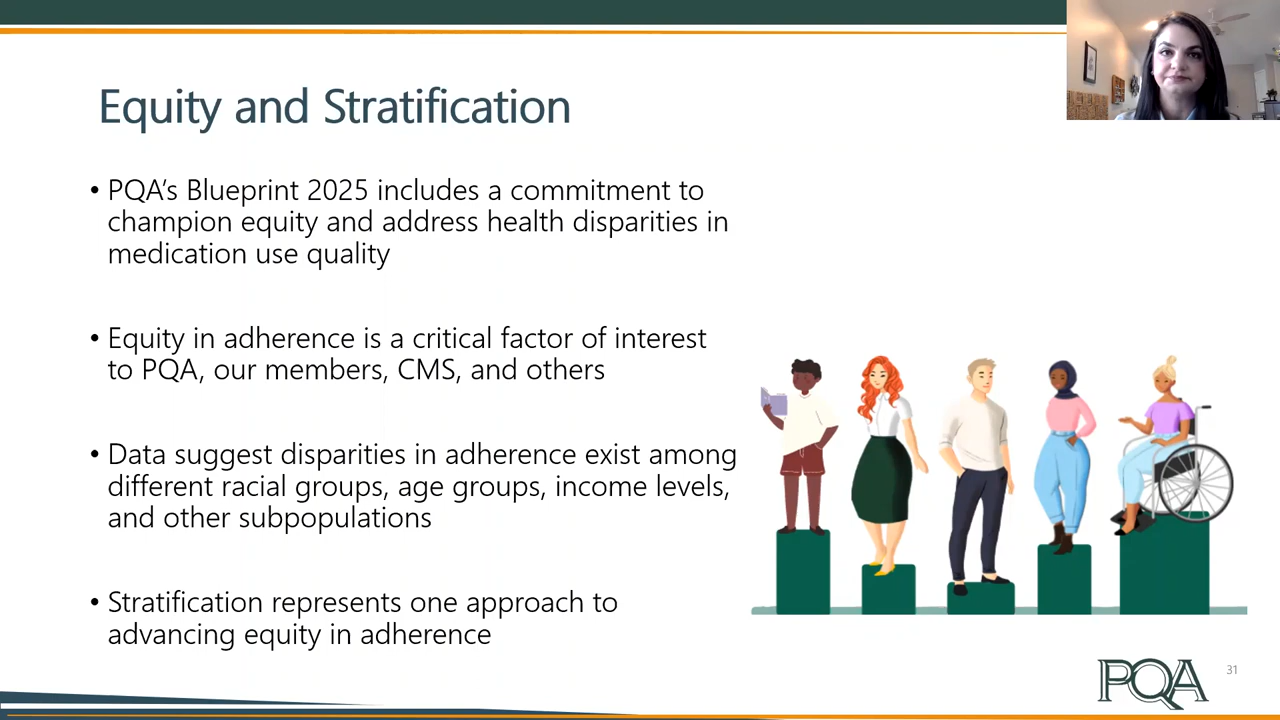 Equity and Stratification
• PQA's Blueprint 2025 includes a commitment to
champion equity and address health disparities in
medication use quality
• Equity in adherence is a critical factor of interest
to PQA, our members, CMS, and others
• Data suggest disparities in adherence exist among
different racial groups, age groups, income levels,
and other subpopulations
• Stratification represents one approach to
advancing equity in adherence
PQA
31